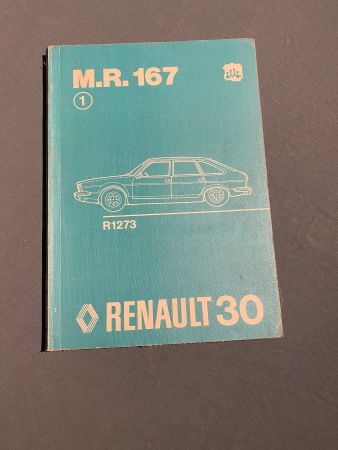 M.R. 167
1
R1273
RENAULT 30